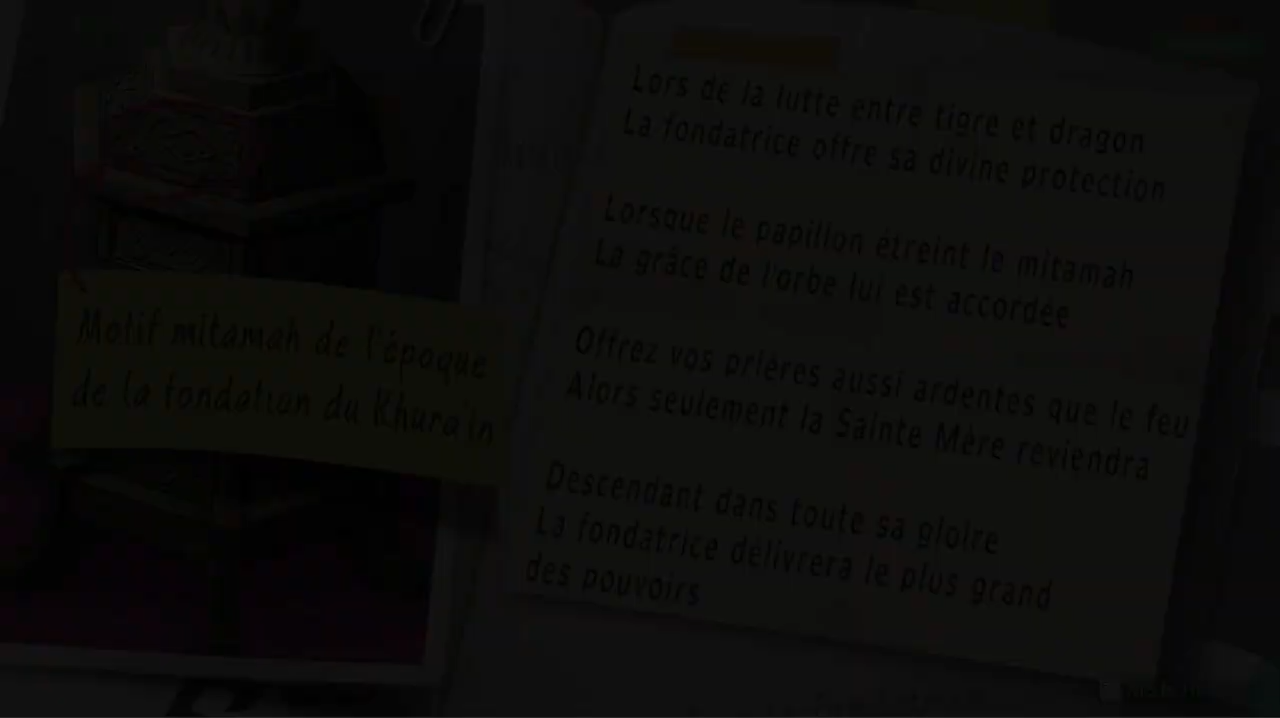 Motif mitamah de l'époque
de la fondation du Khura'in
Lors de la lutte entre tigre et dragon
La fondatrice offre sa divine protection
Lorsque le papillon étreint le mitamah
La grâce de l'orbe lui est accordée
Offrez vos prières aussi ardentes que le feu
Alors seulement la Sainte Mère reviendra
Descendant dans toute sa gloire
La fondatrice délivrera le plus grand
des pouvoirs